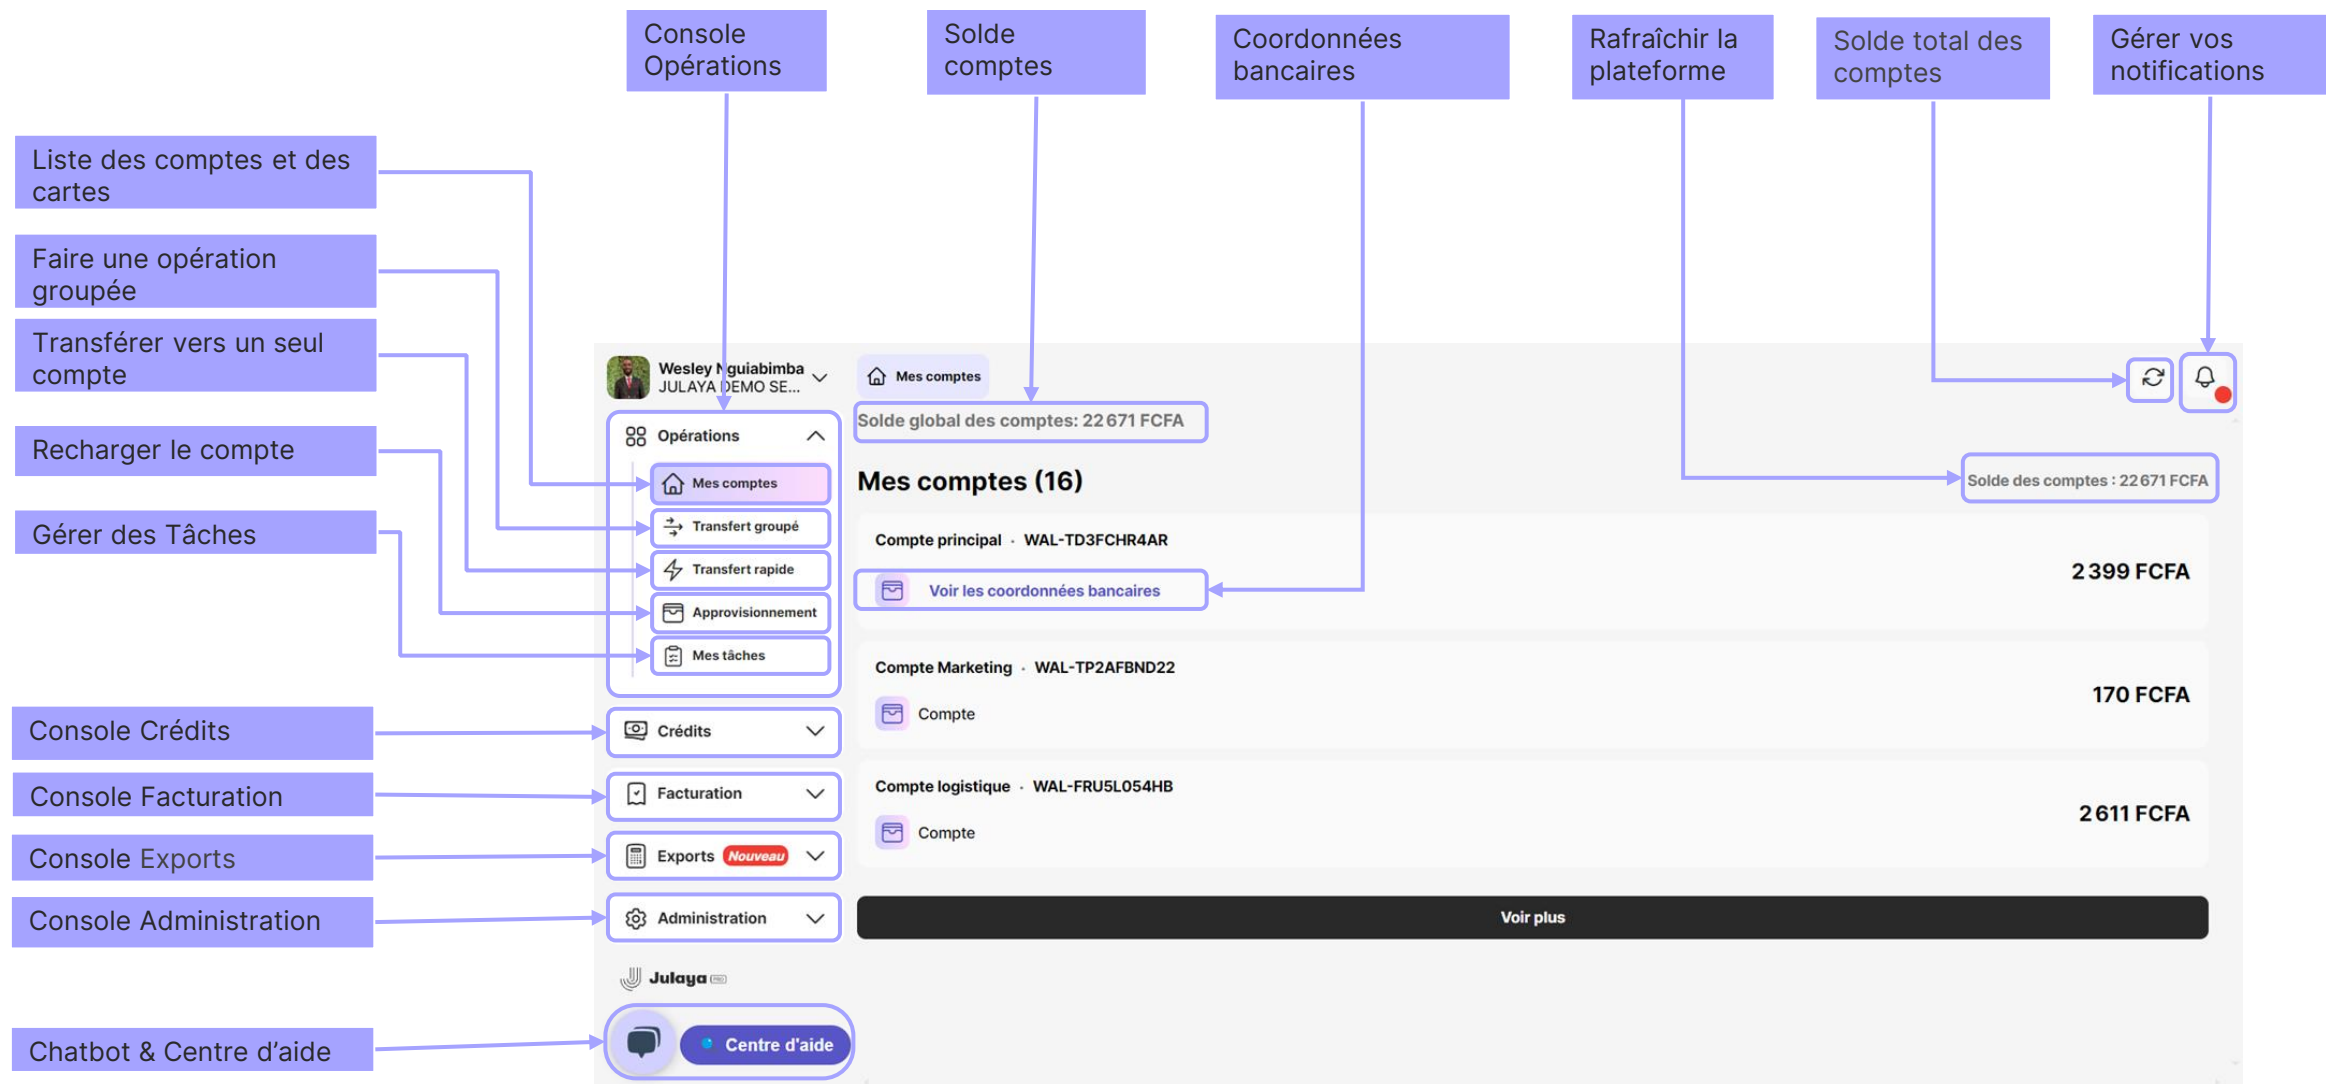 Console
Opérations
Solde
comptes
Coordonnées
bancaires
Rafraîchir la
plateforme
Solde total des
comptes
Gérer vos
notifications
Liste des comptes et des
cartes
Faire une opération
groupée
Transférer vers un seul
compte
Recharger le compte
Gérer des Tâches
Console Crédits
Console Facturation
Console Exports
Console Administration
Chatbot & Centre d’aide
Wesley Nguiabimba
JULAYA DEMO SE...
Opérations
Mes comptes
Transfert groupé
Transfert rapide
Approvisionnement
Mes tâches
Crédits
Facturation
Exports Nouveau
Administration
Julaya PRO
Centre d'aide
Mes comptes
Solde global des comptes: 22 671 FCFA
Mes comptes (16)
Solde des comptes : 22 671 FCFA
Compte principal · WAL-TD3FCHR4AR
Voir les coordonnées bancaires
2 399 FCFA
Compte Marketing · WAL-TP2AFBND22
Compte
170 FCFA
Compte logistique · WAL-FRU5L054HB
Compte
2 611 FCFA
Voir plus